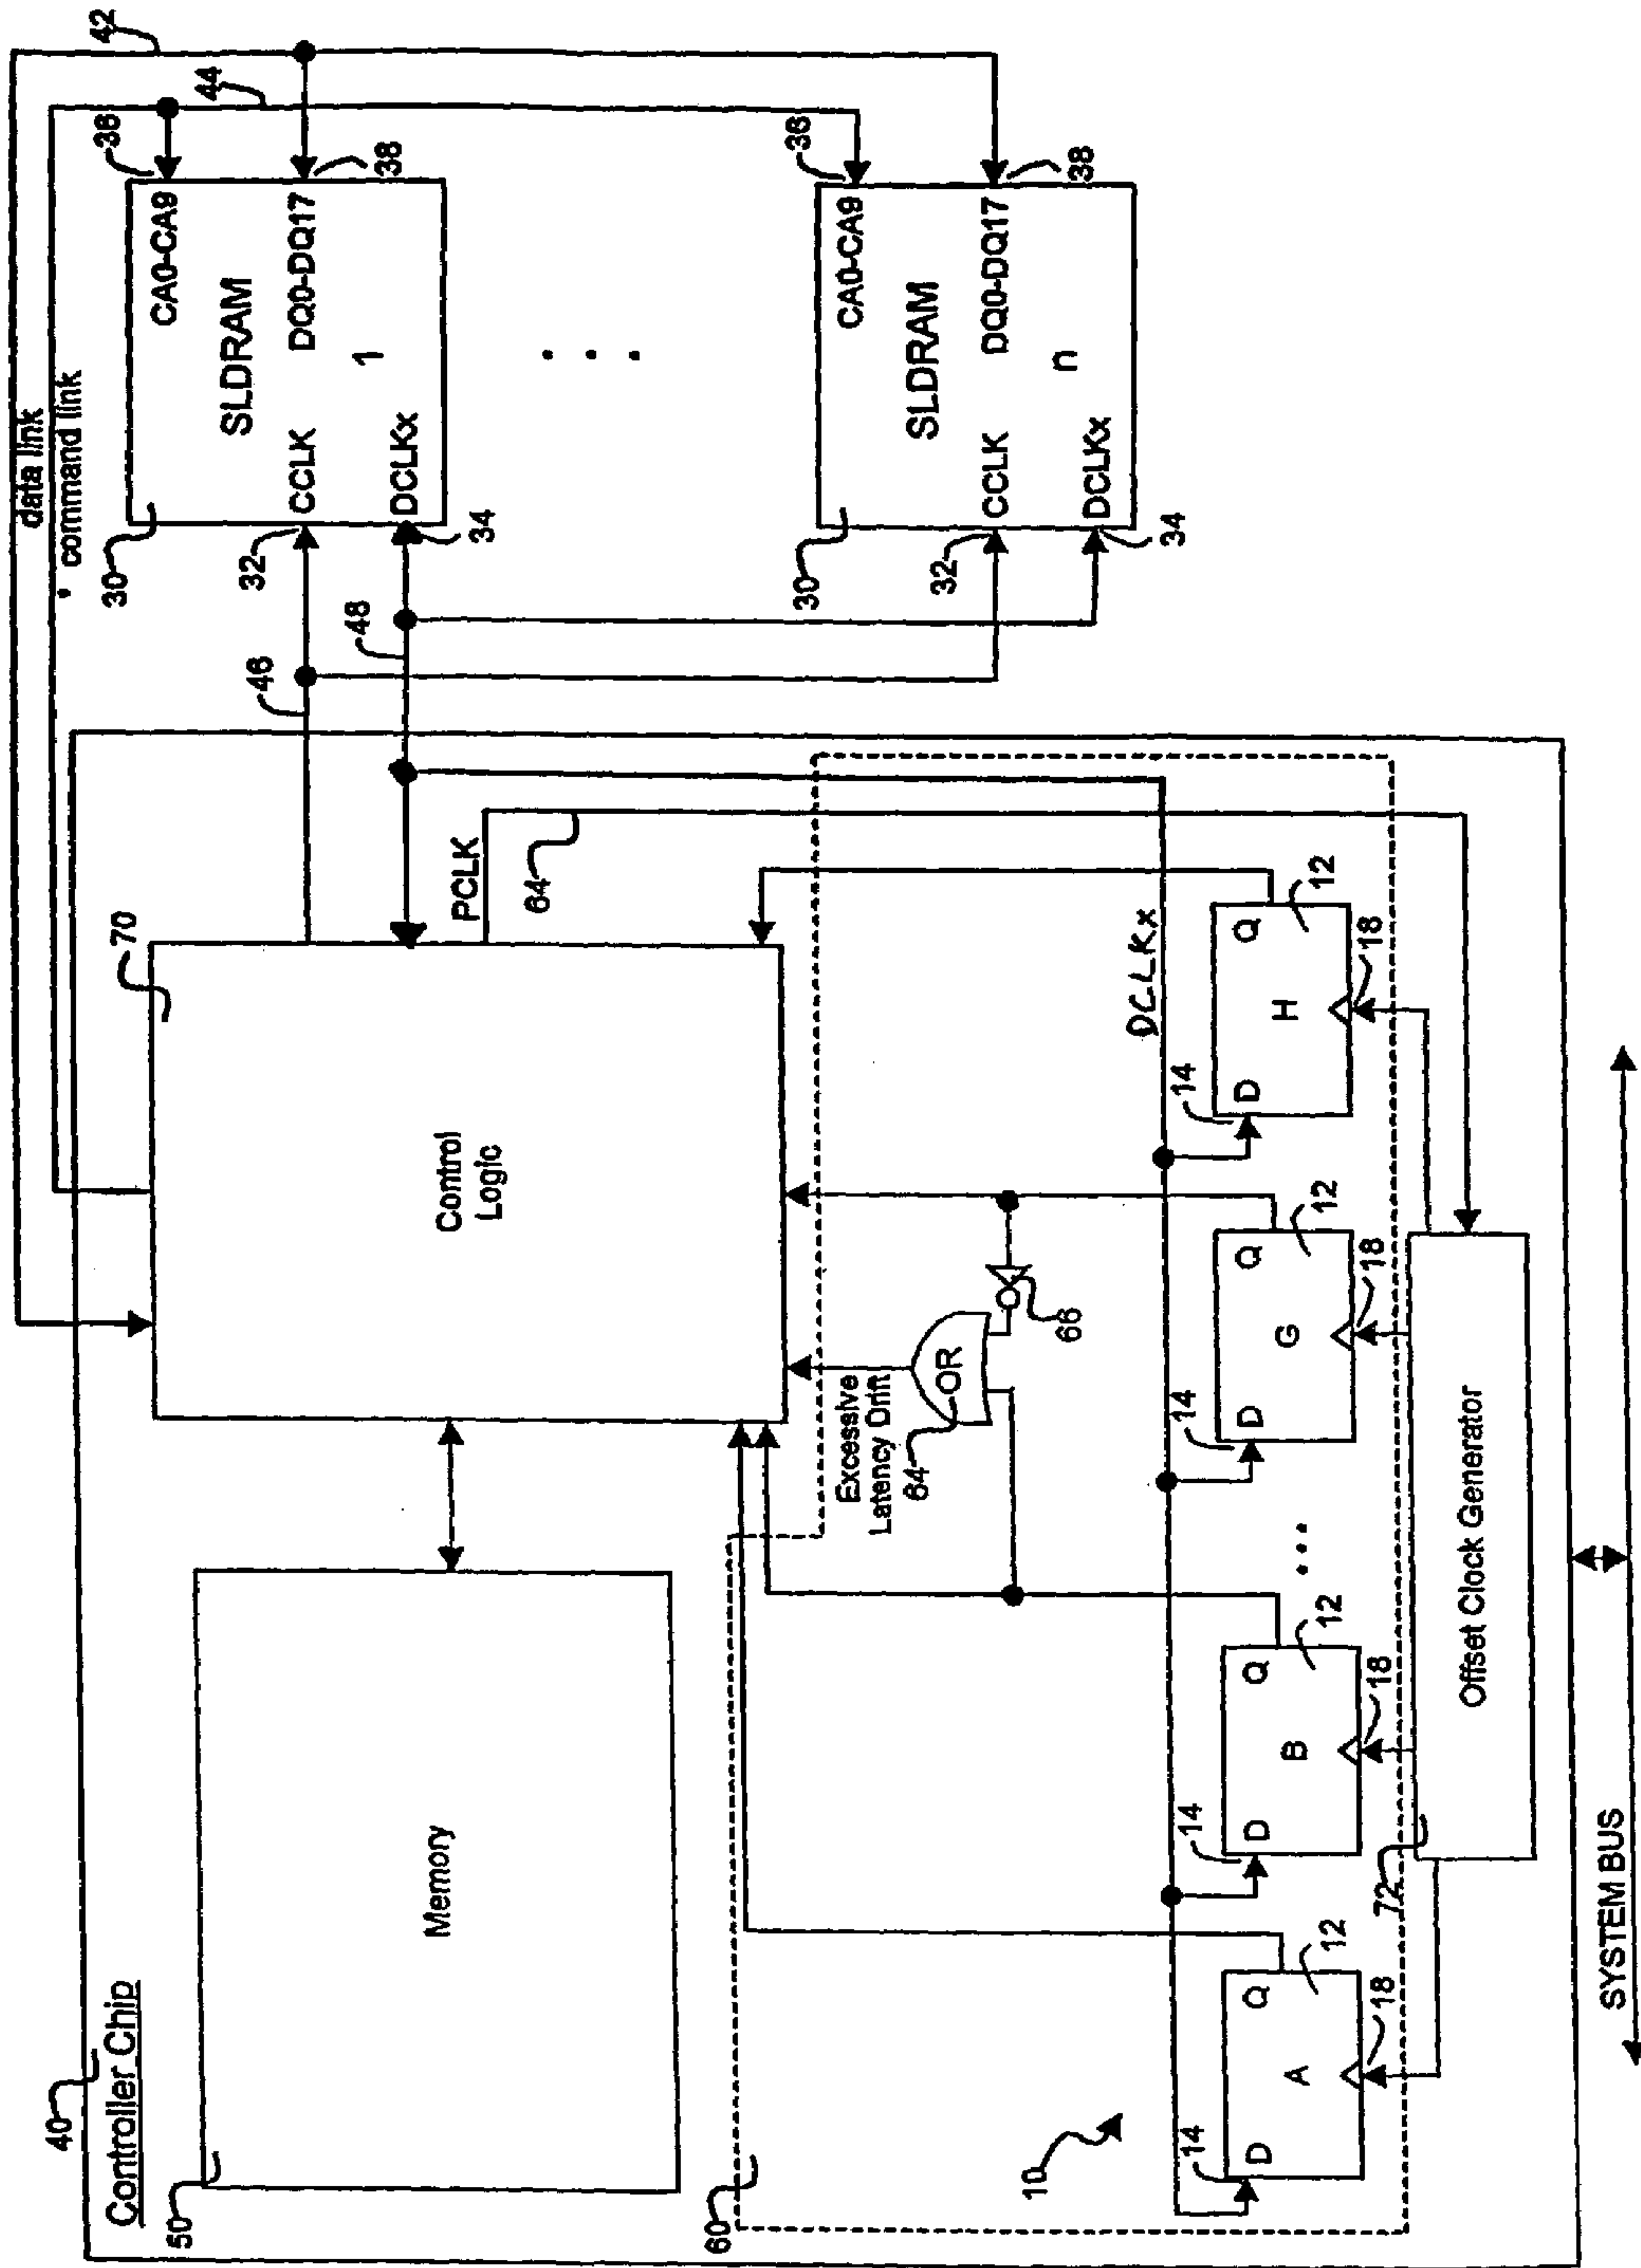 40
Controller Chip
50
Memory
70
Control
Logic
data link
command link
42
44
46
48
30
SLDRAM
1
CA0-CA9
DQ0-DQ17
CCLK
DCLKx
32
34
36
38
. . .
30
SLDRAM
n
CA0-CA9
DQ0-DQ17
CCLK
DCLKx
32
34
36
38
PCLK
64
60
Excessive
Latency Drift
64
OR
66
DCLKx
10
14
D
A
Q
12
18
14
D
B
Q
12
18
...
14
D
G
Q
12
18
14
D
H
Q
12
18
72
Offset Clock Generator
SYSTEM BUS